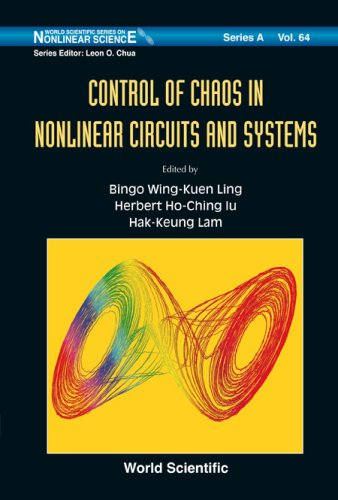 WORLD SCIENTIFIC SERIES ON
NONLINEAR SCIENCE
Series Editor: Leon O. Chua
Series A Vol. 64
CONTROL OF CHAOS IN
NONLINEAR CIRCUITS AND SYSTEMS
Edited by
Bingo Wing-Kuen Ling
Herbert Ho-Ching Iu
Hak-Keung Lam
World Scientific